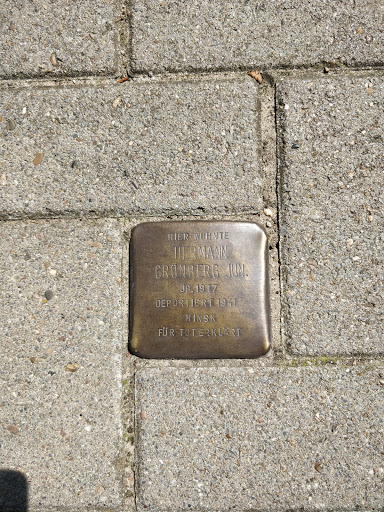 HIER WOHNTE
HERMANN
GRÜNBERG JUN.
JG. 1917
DEPORTIERT 1941
MINSK
FÜR TOT ERKLÄRT